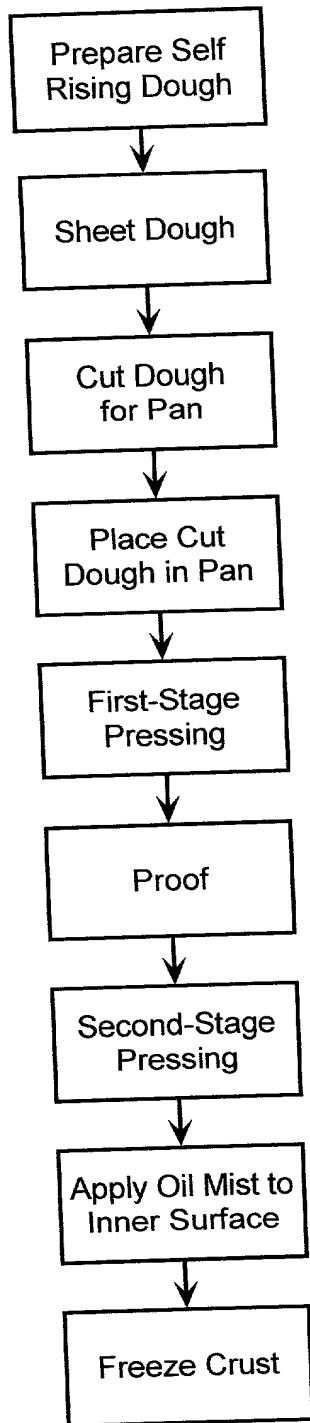 Prepare Self
Rising Dough
Sheet Dough
Cut Dough
for Pan
Place Cut
Dough in Pan
First-Stage
Pressing
Proof
Second-Stage
Pressing
Apply Oil Mist to
Inner Surface
Freeze Crust